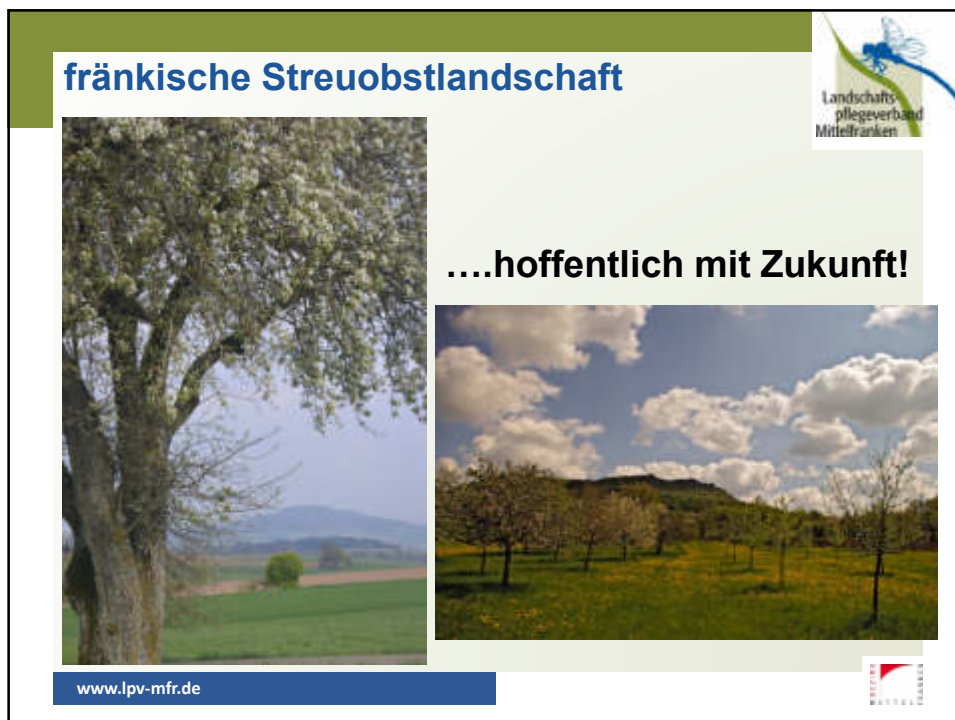 fränkische Streuobstlandschaft
Landschafts-
pflegeverband
Mittelfranken
....hoffentlich mit Zukunft!
www.lpv-mfr.de